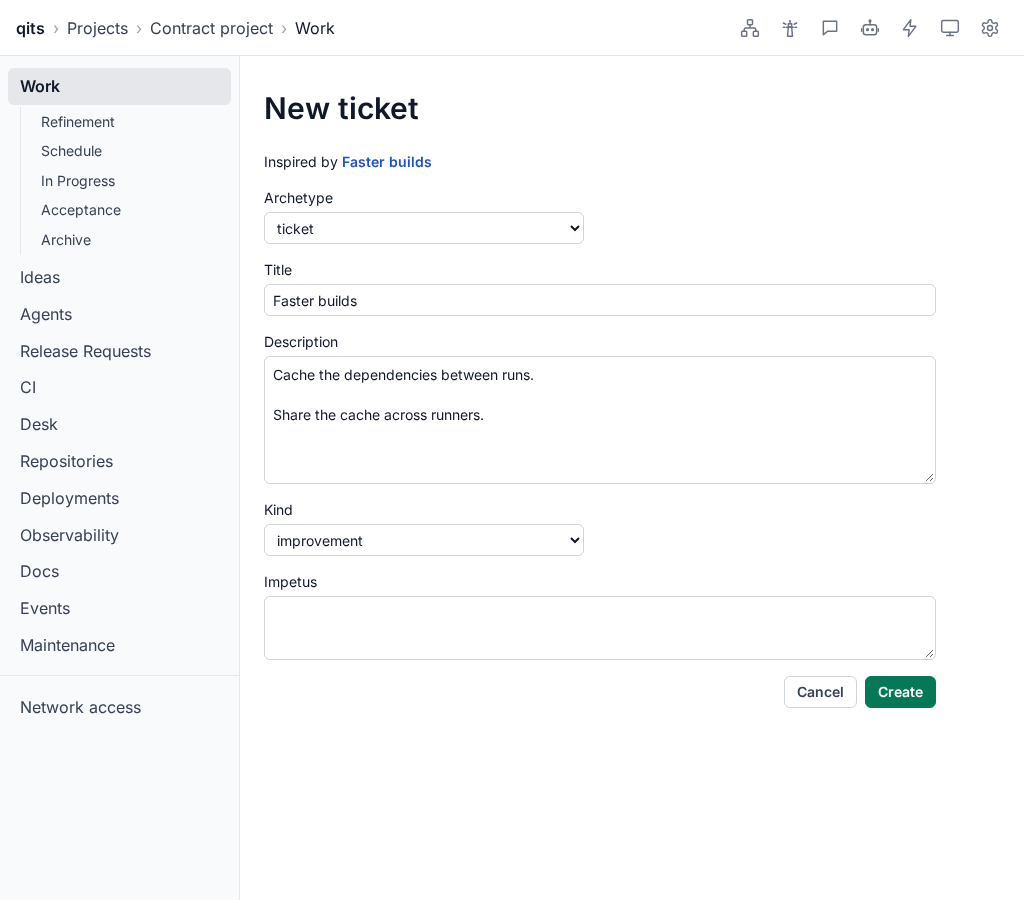 qits › Projects › Contract project › Work
Work
Refinement
Schedule
In Progress
Acceptance
Archive
Ideas
Agents
Release Requests
CI
Desk
Repositories
Deployments
Observability
Docs
Events
Maintenance
Network access
New ticket
Inspired by Faster builds
Archetype
ticket
Title
Faster builds
Description
Cache the dependencies between runs.
Share the cache across runners.
Kind
improvement
Impetus
Cancel
Create